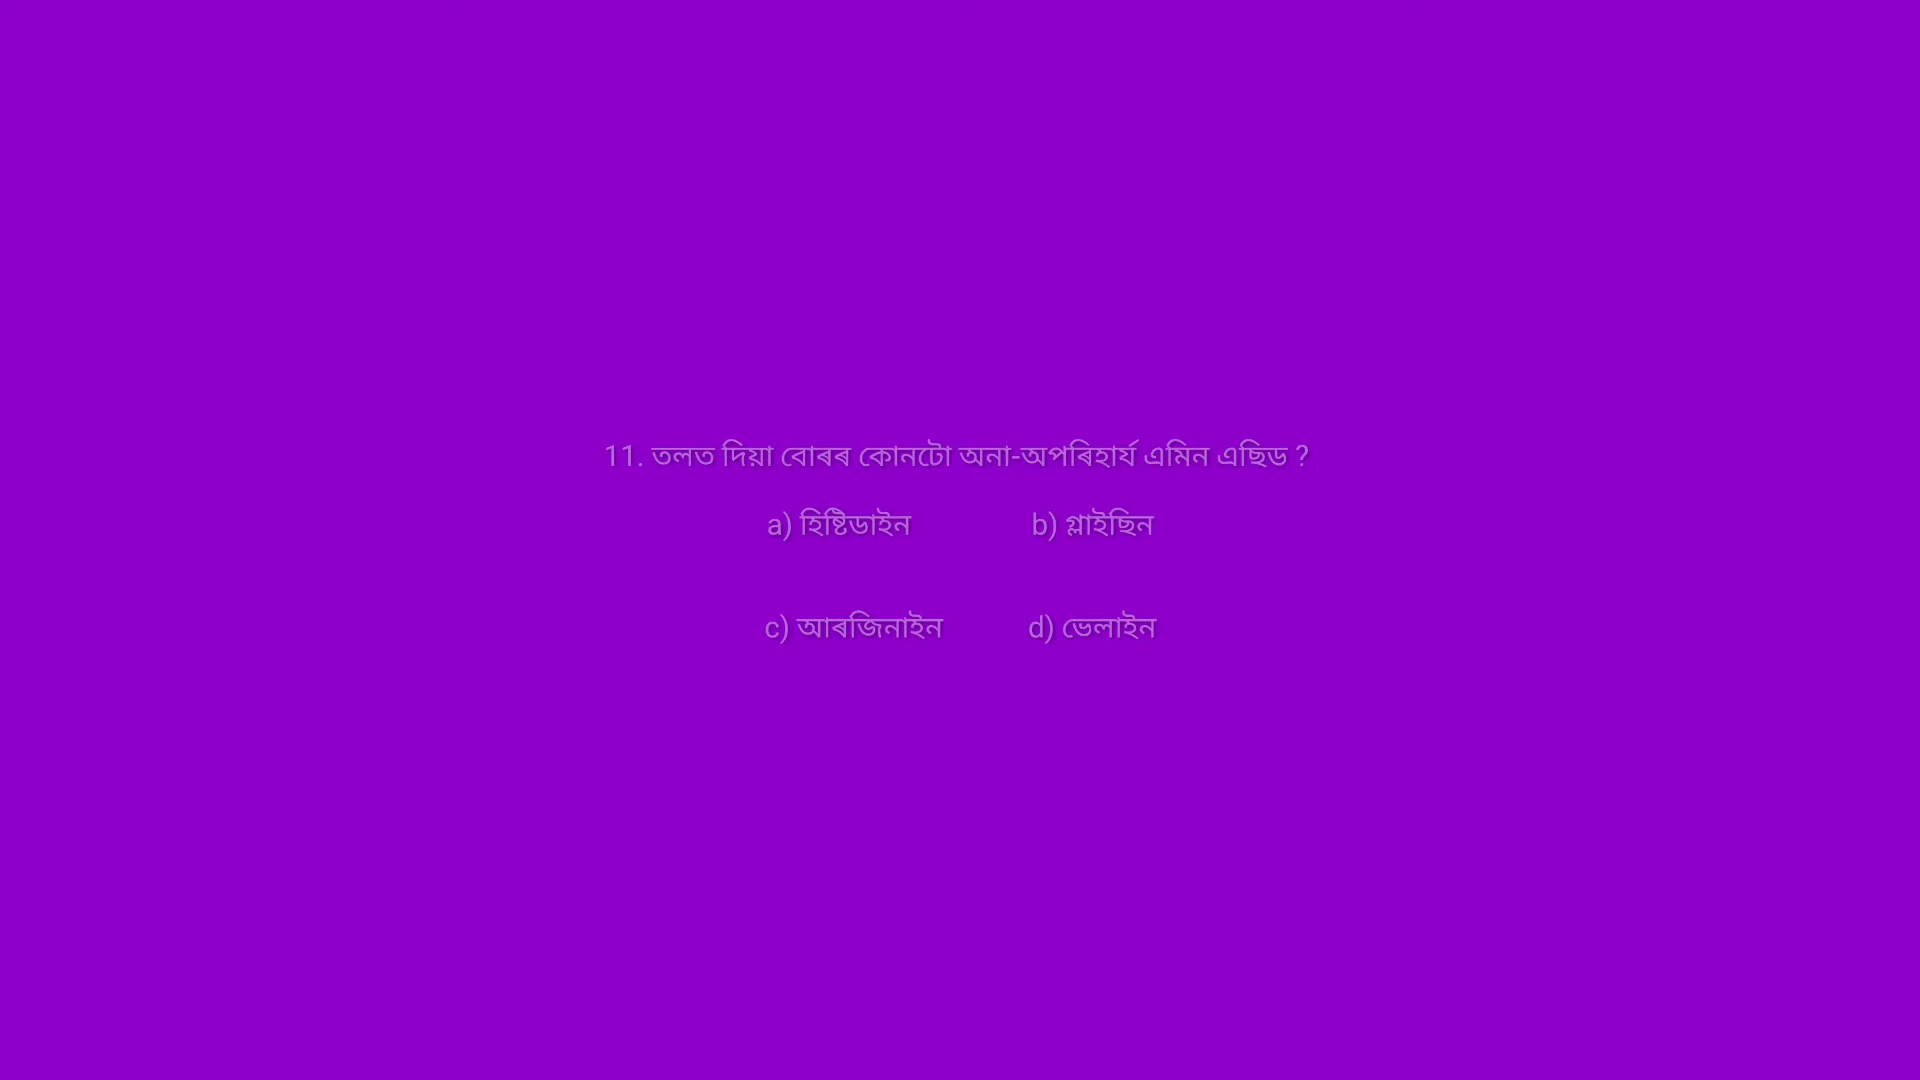 11. তলত দিয়া বোৰৰ কোনটো অনা-অপৰিহাৰ্য এমিন এছিড ?
a) হিষ্টিডাইন b) গ্লাইছিন
c) আৰজিনাইন d) ভেলাইন